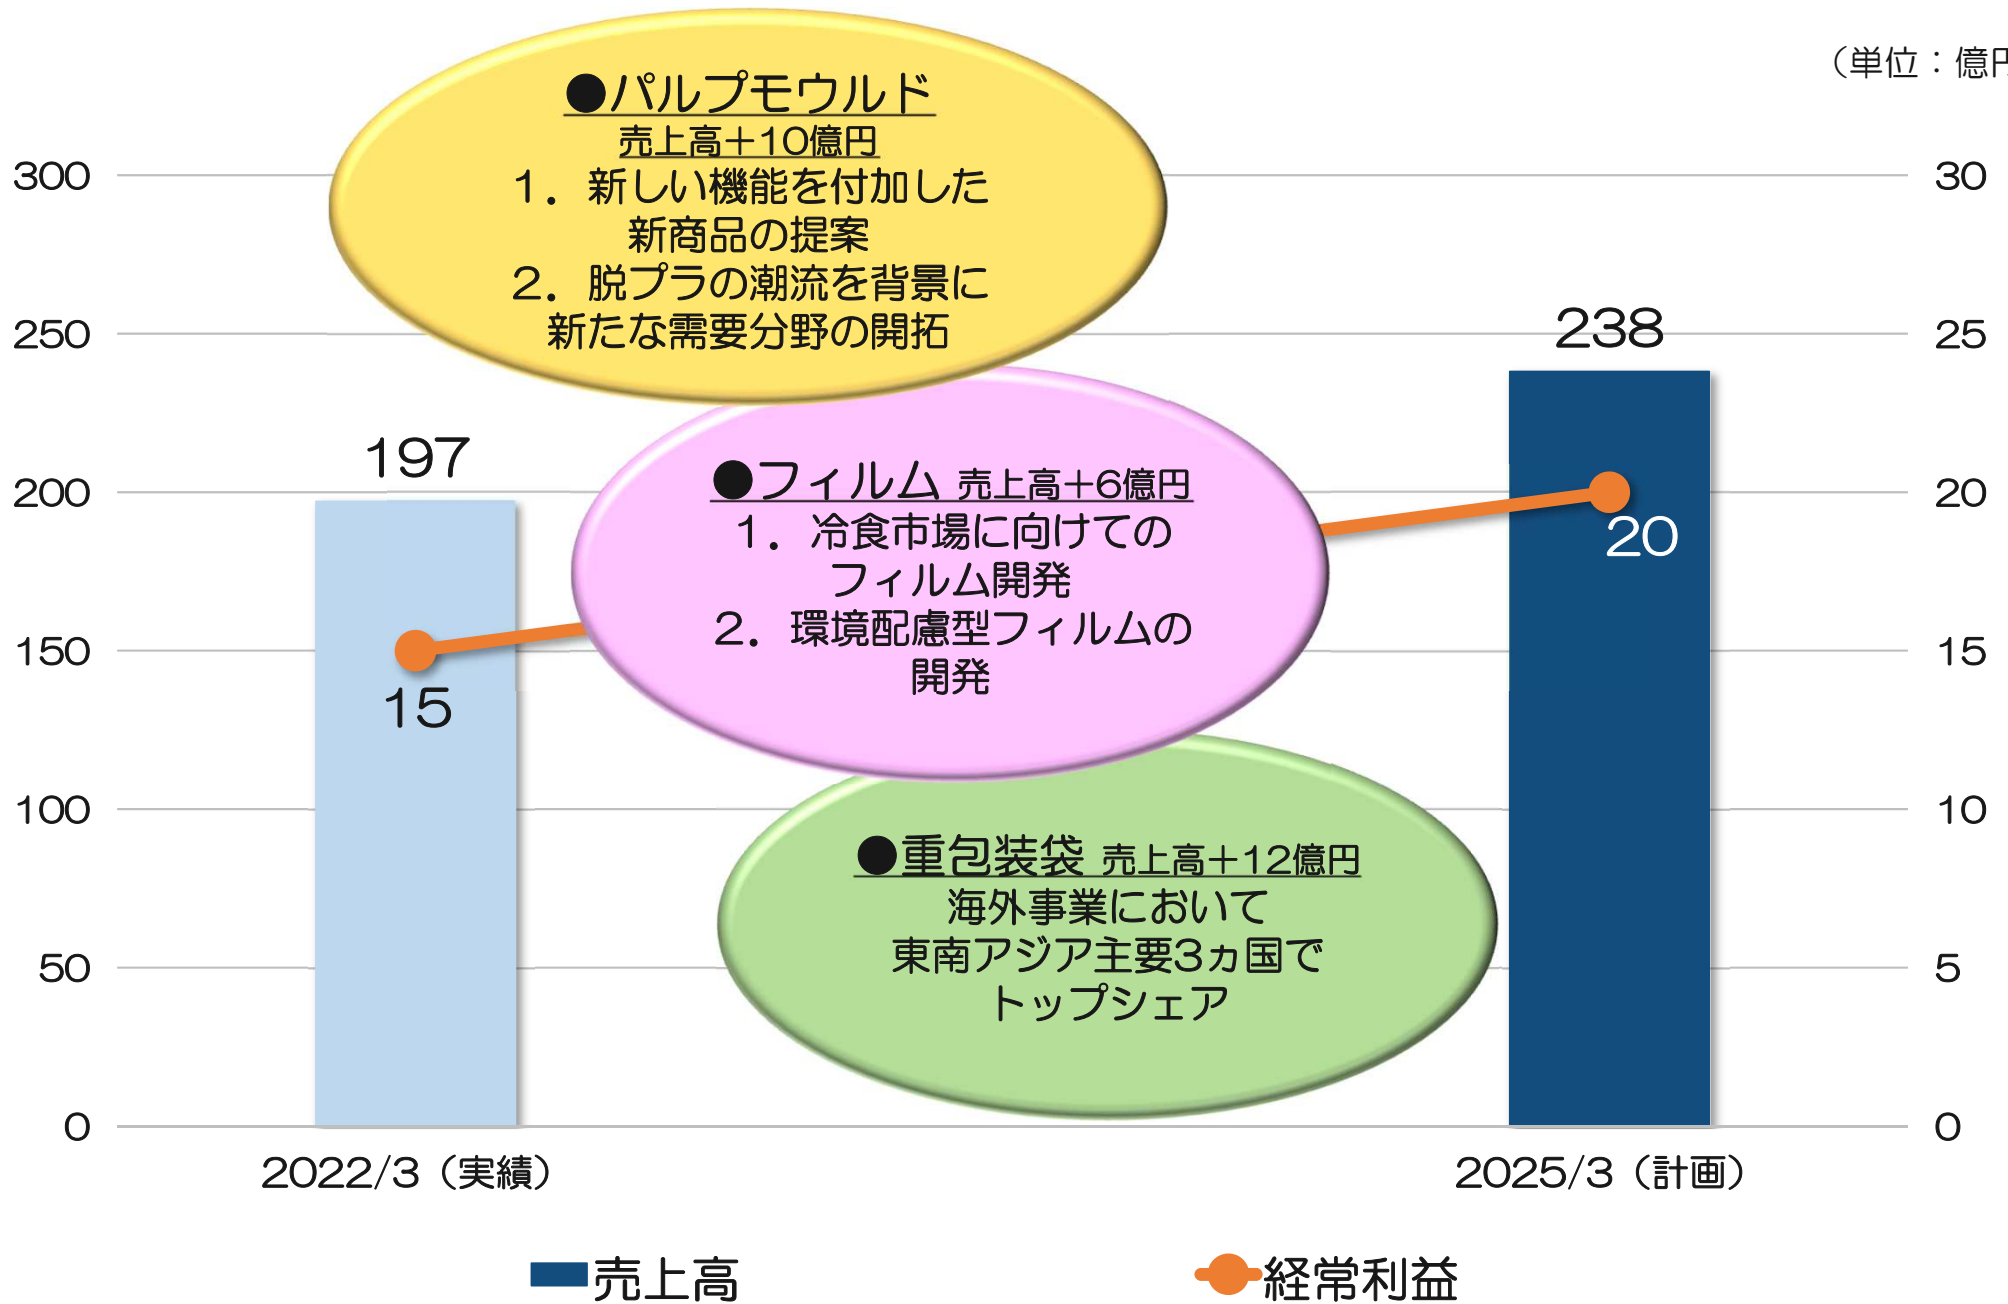 （単位：億円
●パルプモウルド
売上高＋10億円
1．新しい機能を付加した
新商品の提案
2．脱プラの潮流を背景に
新たな需要分野の開拓
●フィルム 売上高＋6億円
1．冷食市場に向けての
フィルム開発
2．環境配慮型フィルムの
開発
●重包装袋 売上高＋12億円
海外事業において
東南アジア主要3ヵ国で
トップシェア
300
250
200
150
100
50
0
197
15
238
20
30
25
20
15
10
5
0
2022/3（実績）
2025/3（計画）
売上高
経常利益